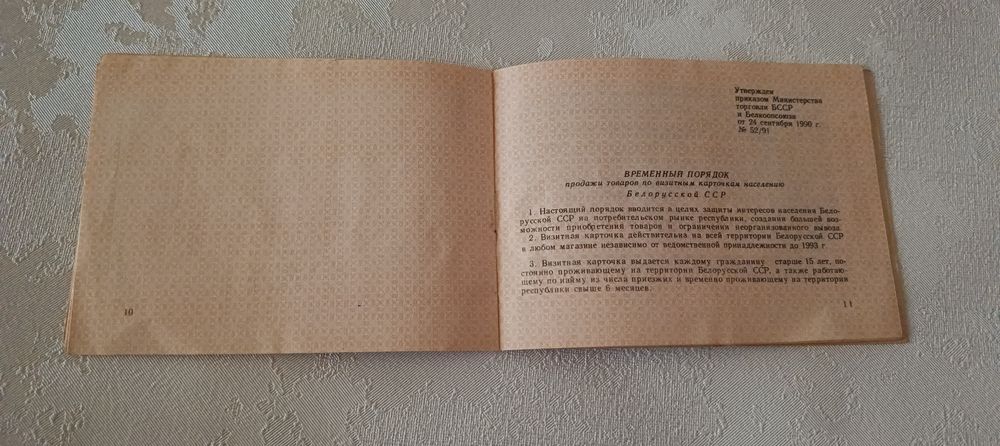 10
Утвержден
приказом Министерства
торговли БССР
и Белкоопсоюза
от 24 сентября 1990 г.
№ 52/91
ВРЕМЕННЫЙ ПОРЯДОК
продажи товаров по визитным карточкам населению
Белорусской ССР
1. Настоящий порядок вводится в целях защиты интересов населения Бело-
русской ССР на потребительском рынке республики, создания большей воз-
можности приобретения товаров и ограничения неорганизованного вывоза.
2. Визитная карточка действительна на всей территории Белорусской ССР
в любом магазине независимо от ведомственной принадлежности до 1993 г
3. Визитная карточка выдается каждому гражданину старше 15 лет, по-
стоянно проживающему на территории Белорусской ССР, а также работаю-
щему по найму из числа приезжих и временно проживающему на территории
республики свыше 6 месяцев.
11